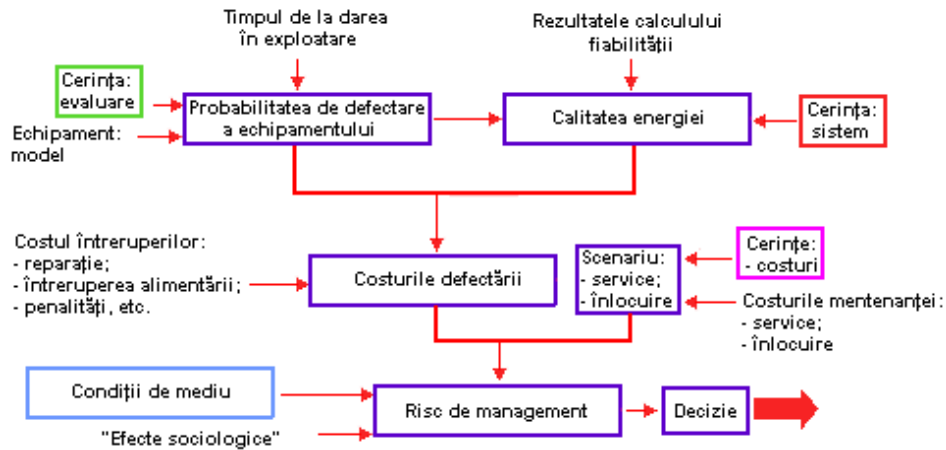 Timpul de la darea
în exploatare
Rezultatele calculului
fiabilității
Cerința:
evaluare
Probabilitatea de defectare
a echipamentului
Calitatea energiei
Cerința:
sistem
Echipament:
model
Costul întreruperilor:
- reparație;
- întreruperea alimentării;
- penalități, etc.
Costurile defectării
Scenariu:
- service;
- înlocuire
Cerințe:
- costuri
Costurile mentenanței:
- service;
- înlocuire
Condiții de mediu
Risc de management
Decizie
"Efecte sociologice"